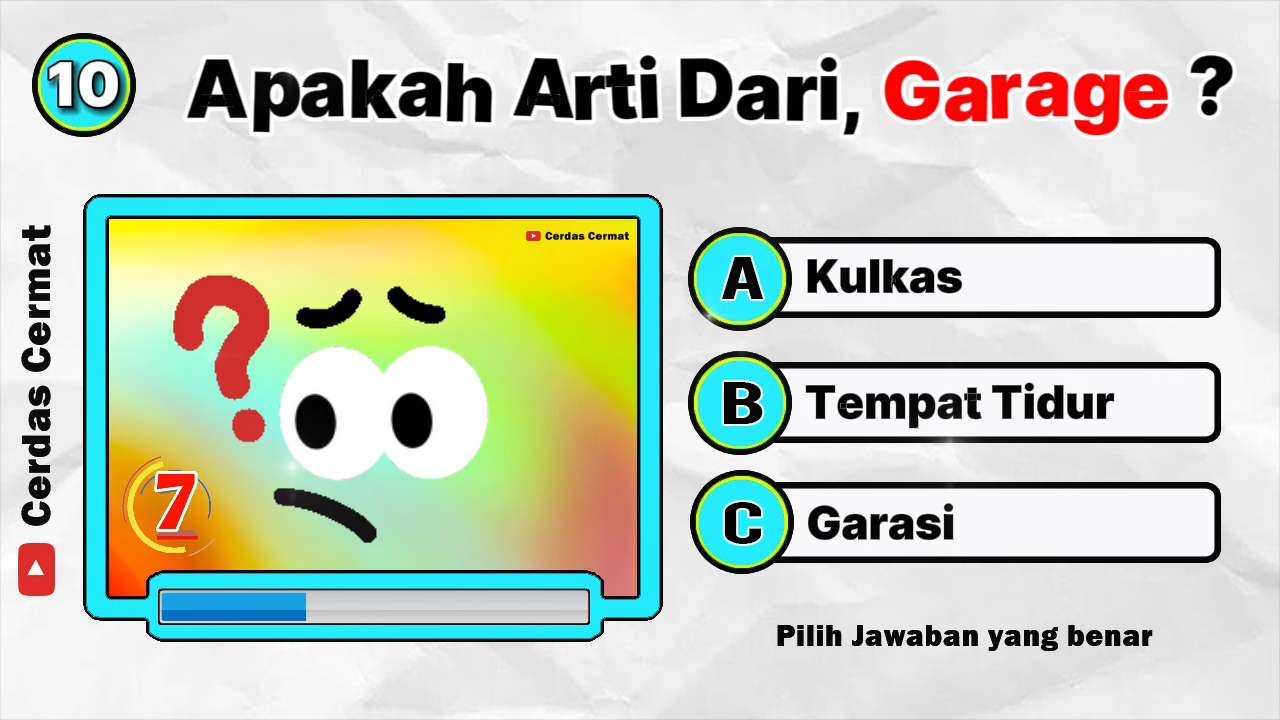 10
Apakah Arti Dari, Garage ?
Cerdas Cermat
Cerdas Cermat
7
A
Kulkas
B
Tempat Tidur
C
Garasi
Pilih Jawaban yang benar